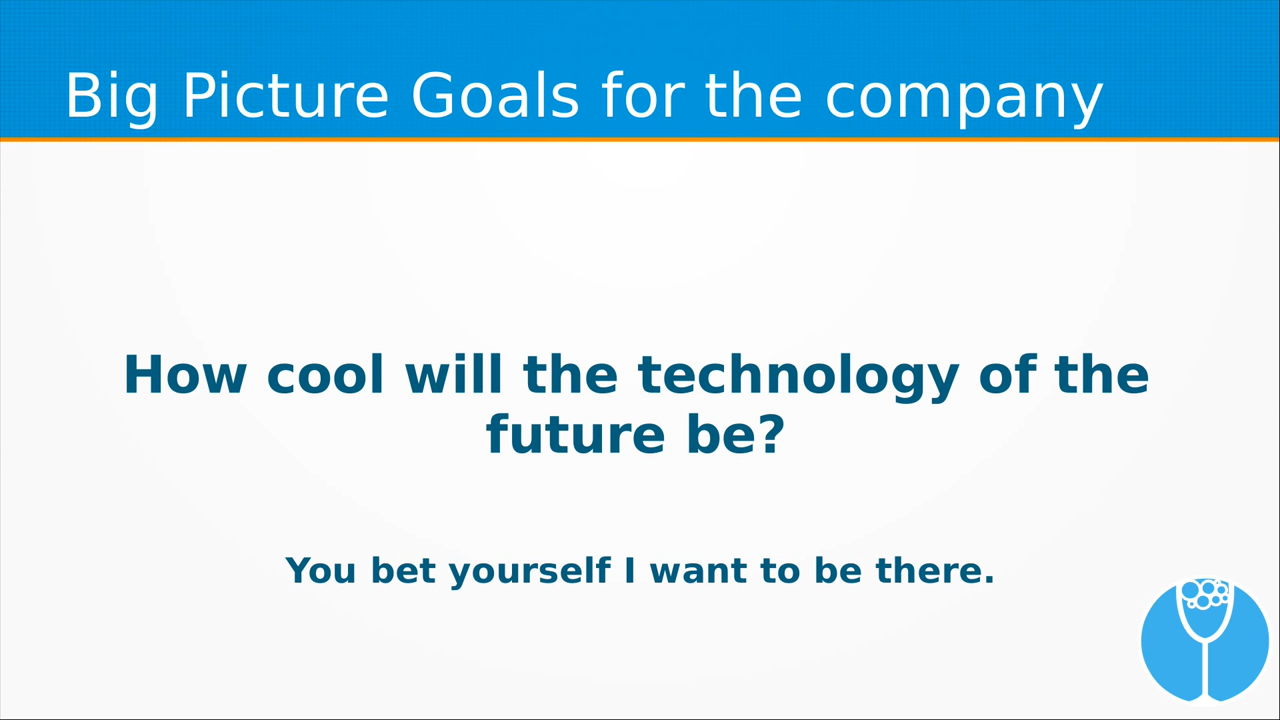 Big Picture Goals for the company
How cool will the technology of the
future be?
You bet yourself I want to be there.